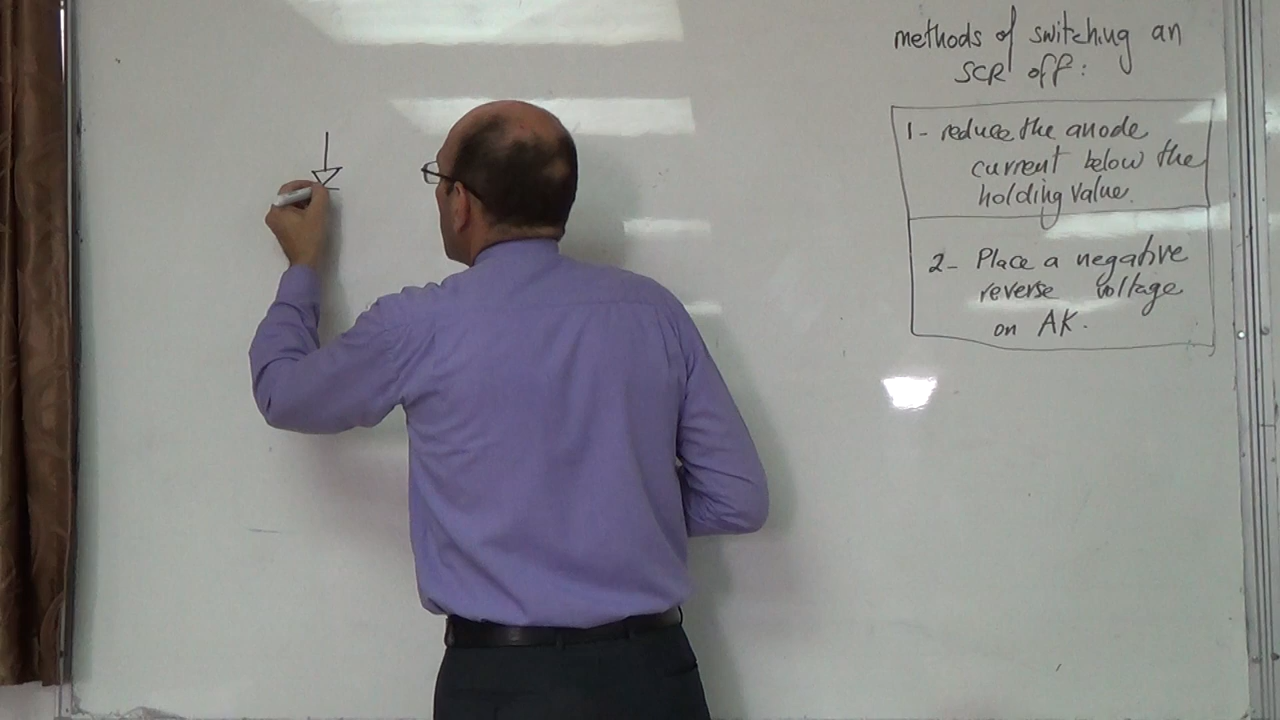 methods of switching an
SCR off:
1- reduce the anode
current below the
holding value.
2- Place a negative
reverse voltage
on AK.